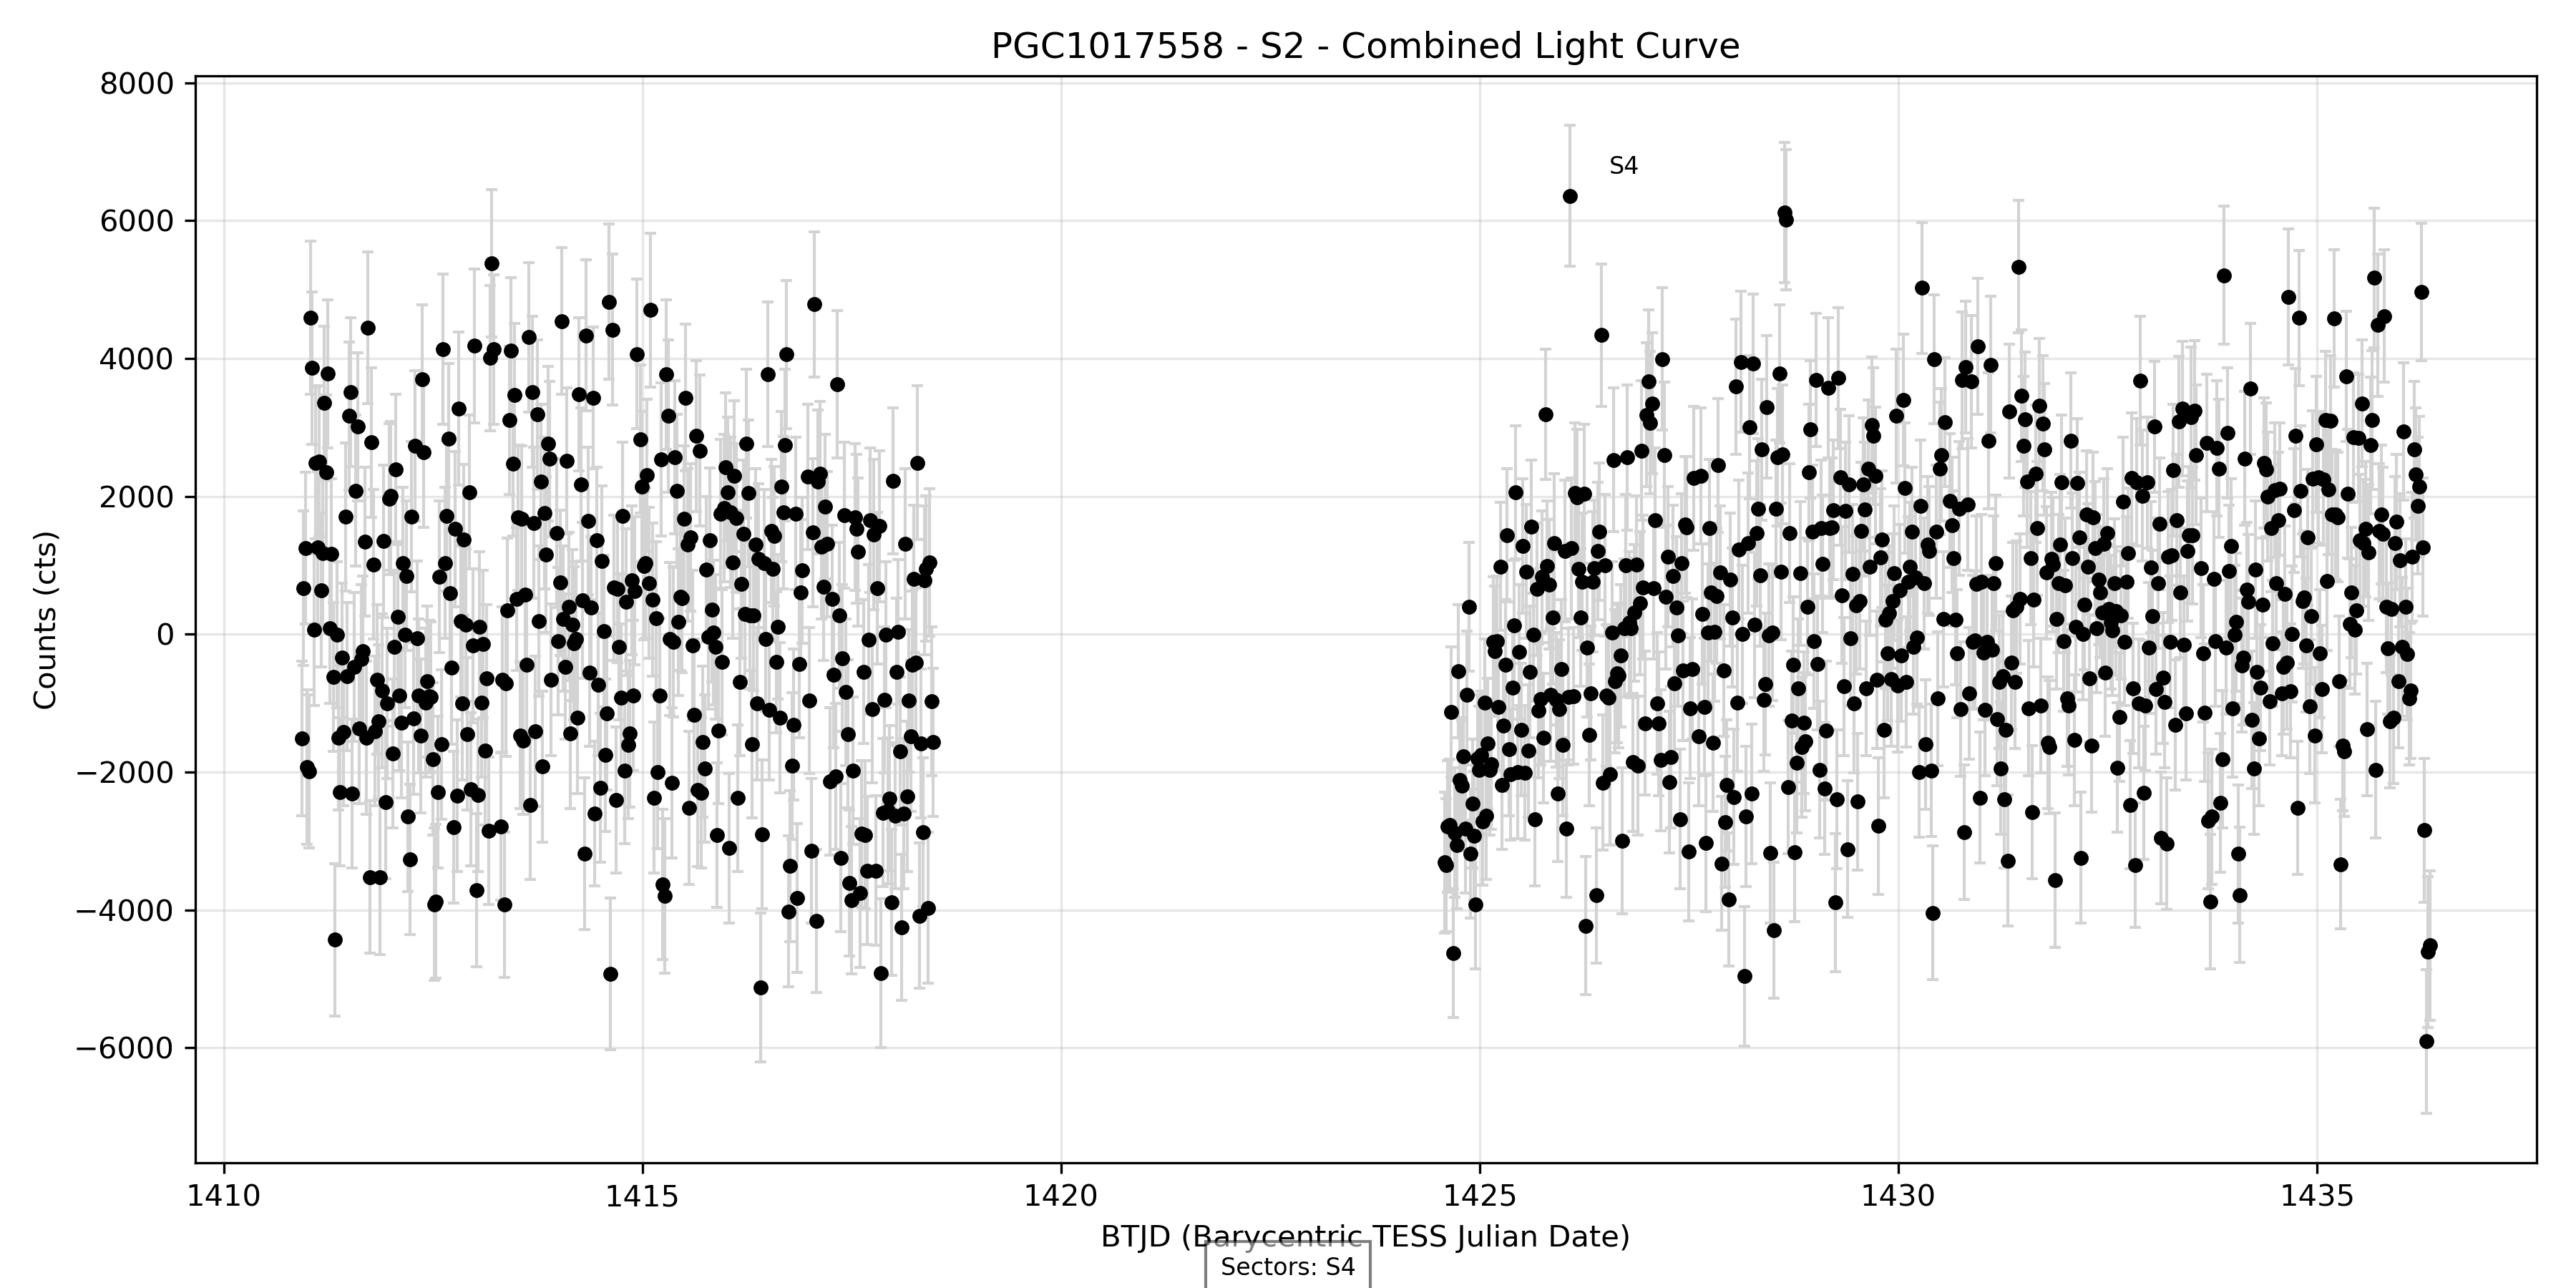 PGC1017558 - S2 - Combined Light Curve
8000
6000
4000
2000
0
−2000
−4000
−6000
Counts (cts)
S4
1410
1415
1420
1425
1430
1435
BTJD (Barycentric TESS Julian Date)
Sectors: S4